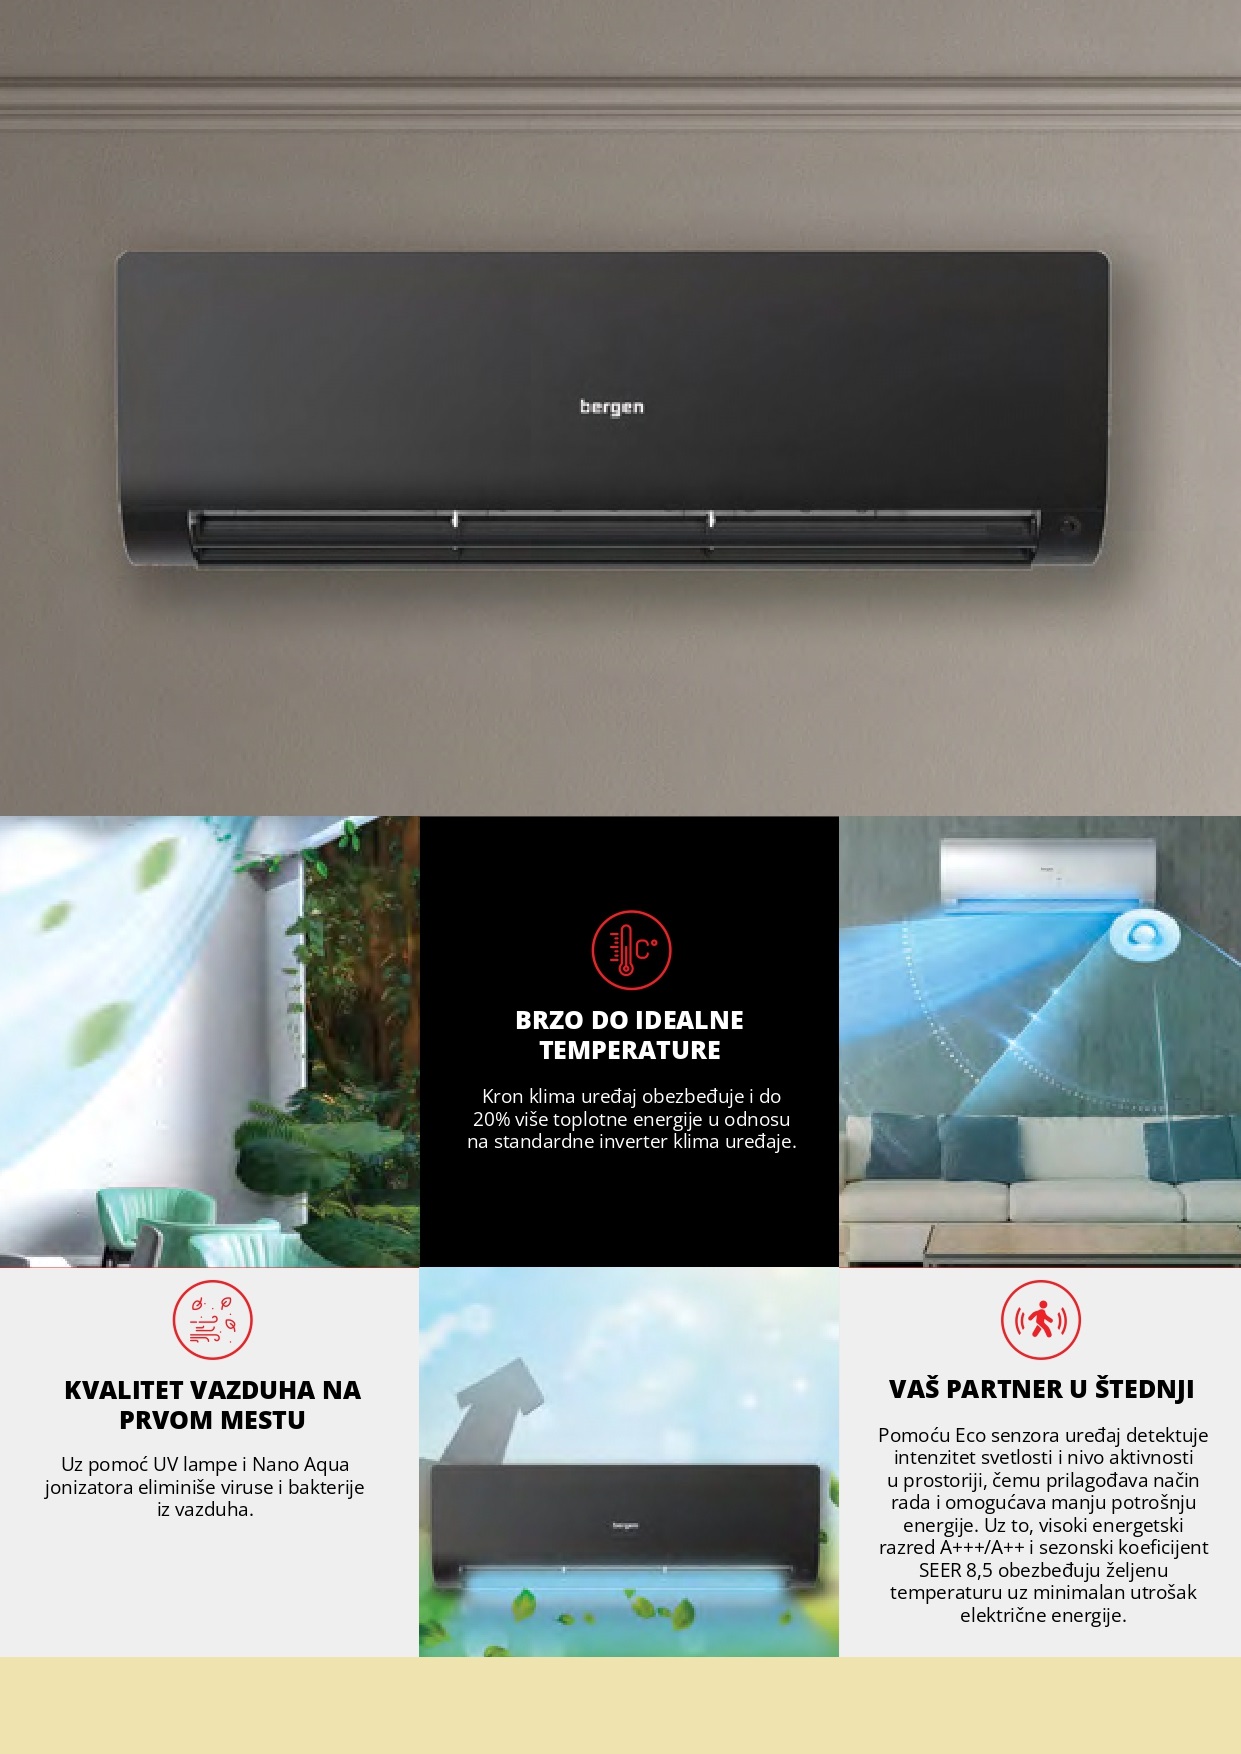 bergen
BRZO DO IDEALNE
TEMPERATURE
Kron klima uređaj obezbeđuje i do
20% više toplotne energije u odnosu
na standardne inverter klima uređaje.
KVALITET VAZDUHA NA
PRVOM MESTU
Uz pomoć UV lampe i Nano Aqua
jonizatora eliminiše viruse i bakterije
iz vazduha.
bergen
VAŠ PARTNER U ŠTEDNJI
Pomoću Eco senzora uređaj detektuje
intenzitet svetlosti i nivo aktivnosti
u prostoriji, čemu prilagođava način
rada i omogućava manju potrošnju
energije. Uz to, visoki energetski
razred A+++/A++ i sezonski koeficijent
SEER 8,5 obezbeđuju željenu
temperaturu uz minimalan utrošak
električne energije.